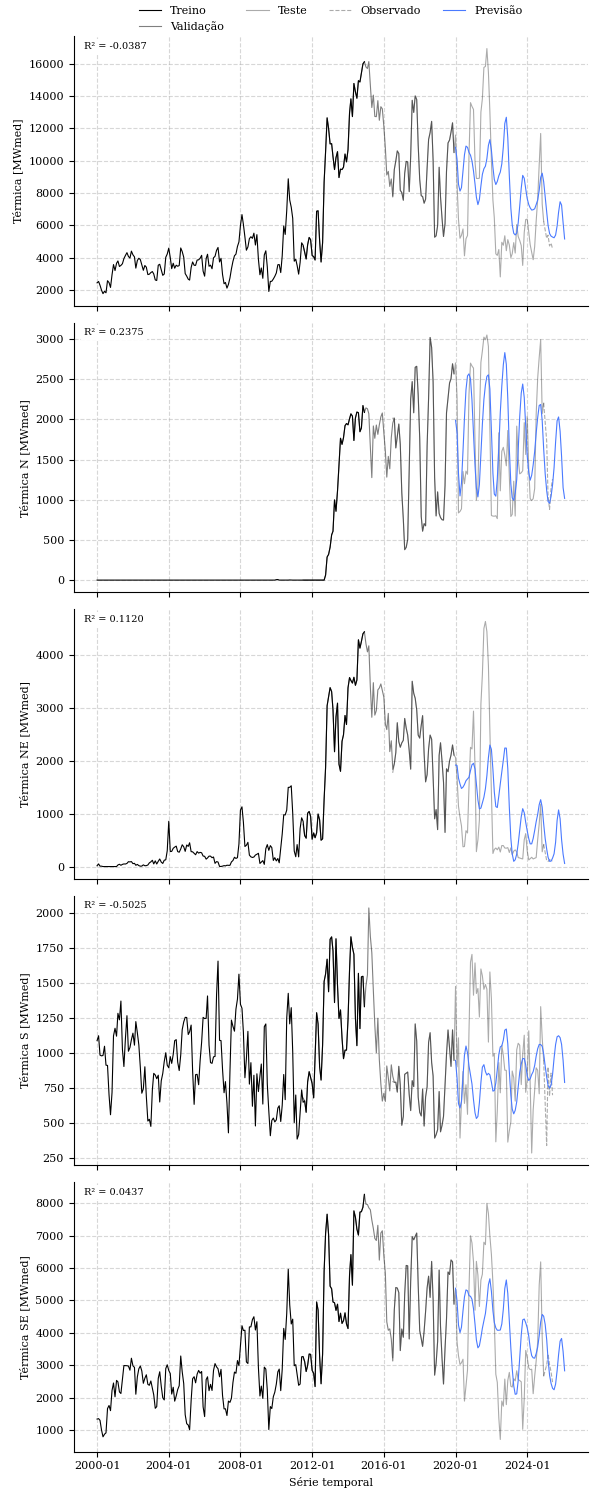 Treino
Validação
Teste
Observado
Previsão
R² = -0.0387
Térmica [MWmed]
16000
14000
12000
10000
8000
6000
4000
2000
R² = 0.2375
Térmica N [MWmed]
3000
2500
2000
1500
1000
500
0
R² = 0.1120
Térmica NE [MWmed]
4000
3000
2000
1000
0
R² = -0.5025
Térmica S [MWmed]
2000
1750
1500
1250
1000
750
500
250
R² = 0.0437
Térmica SE [MWmed]
8000
7000
6000
5000
4000
3000
2000
1000
2000-01 2004-01 2008-01 2012-01 2016-01 2020-01 2024-01
Série temporal